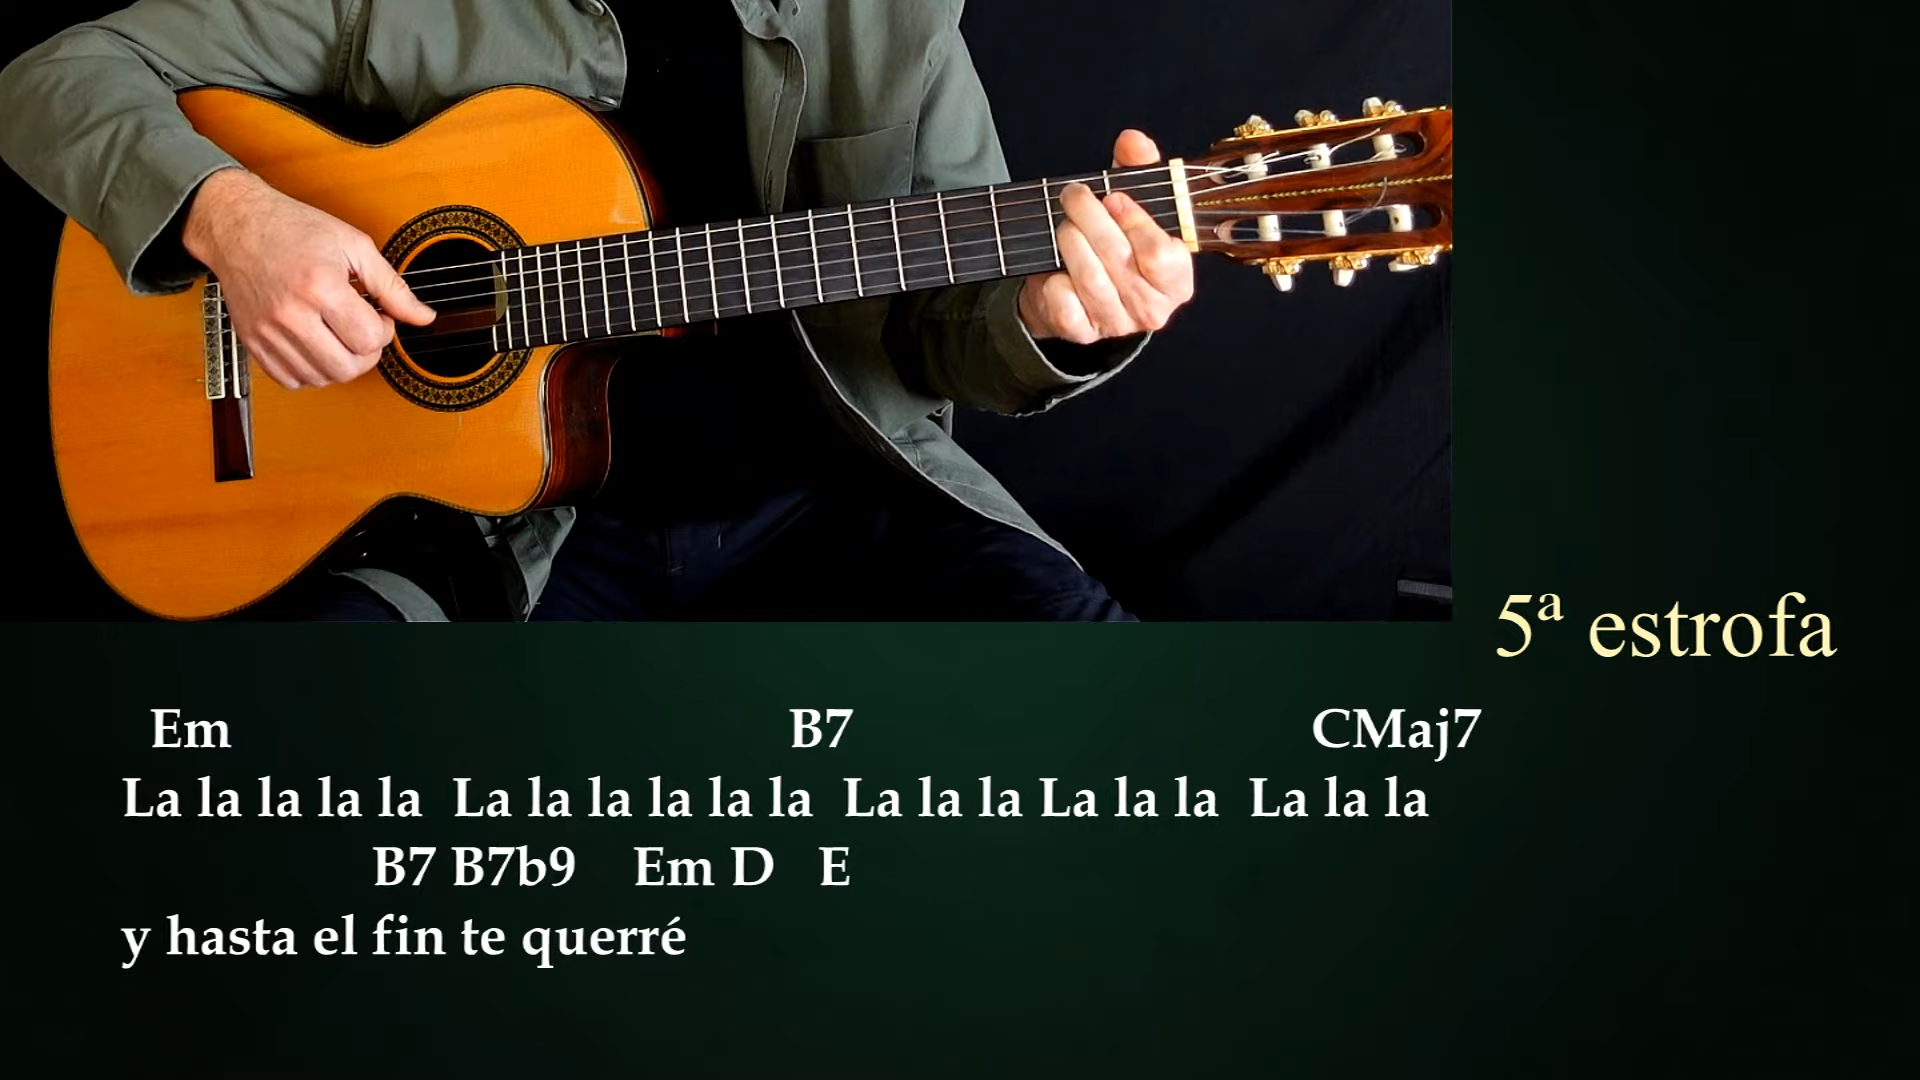 5ª estrofa
Em B7 CMaj7
La la la la la La la la la la la La la la La la la La la la
B7 B7b9 Em D E
y hasta el fin te querré